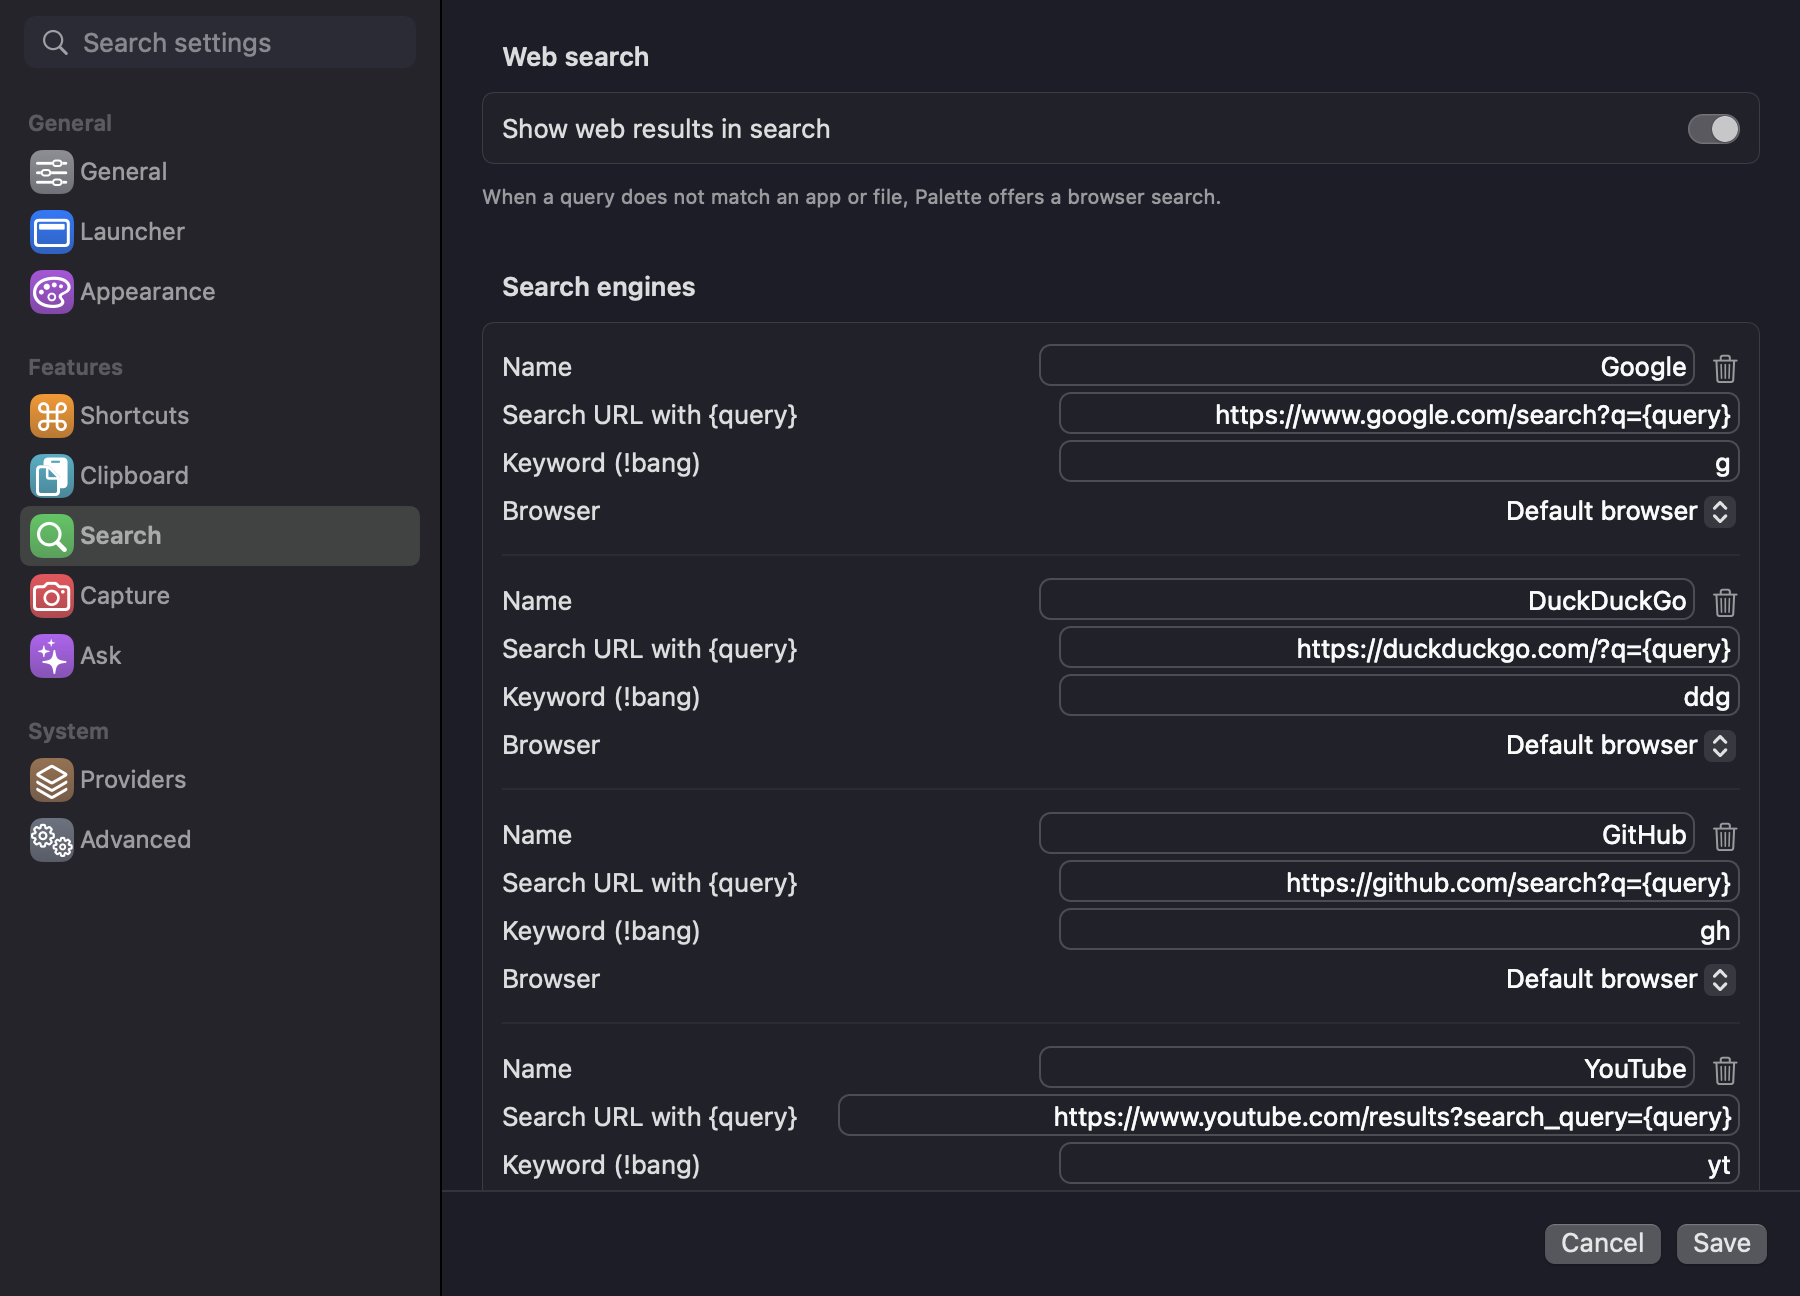 Search settings
General
General
Launcher
Appearance
Features
Shortcuts
Clipboard
Search
Capture
Ask
System
Providers
Advanced
Web search
Show web results in search
When a query does not match an app or file, Palette offers a browser search.
Search engines
Name Google
Search URL with {query} https://www.google.com/search?q={query}
Keyword (!bang) g
Browser Default browser
Name DuckDuckGo
Search URL with {query} https://duckduckgo.com/?q={query}
Keyword (!bang) ddg
Browser Default browser
Name GitHub
Search URL with {query} https://github.com/search?q={query}
Keyword (!bang) gh
Browser Default browser
Name YouTube
Search URL with {query} https://www.youtube.com/results?search_query={query}
Keyword (!bang) yt
Cancel Save